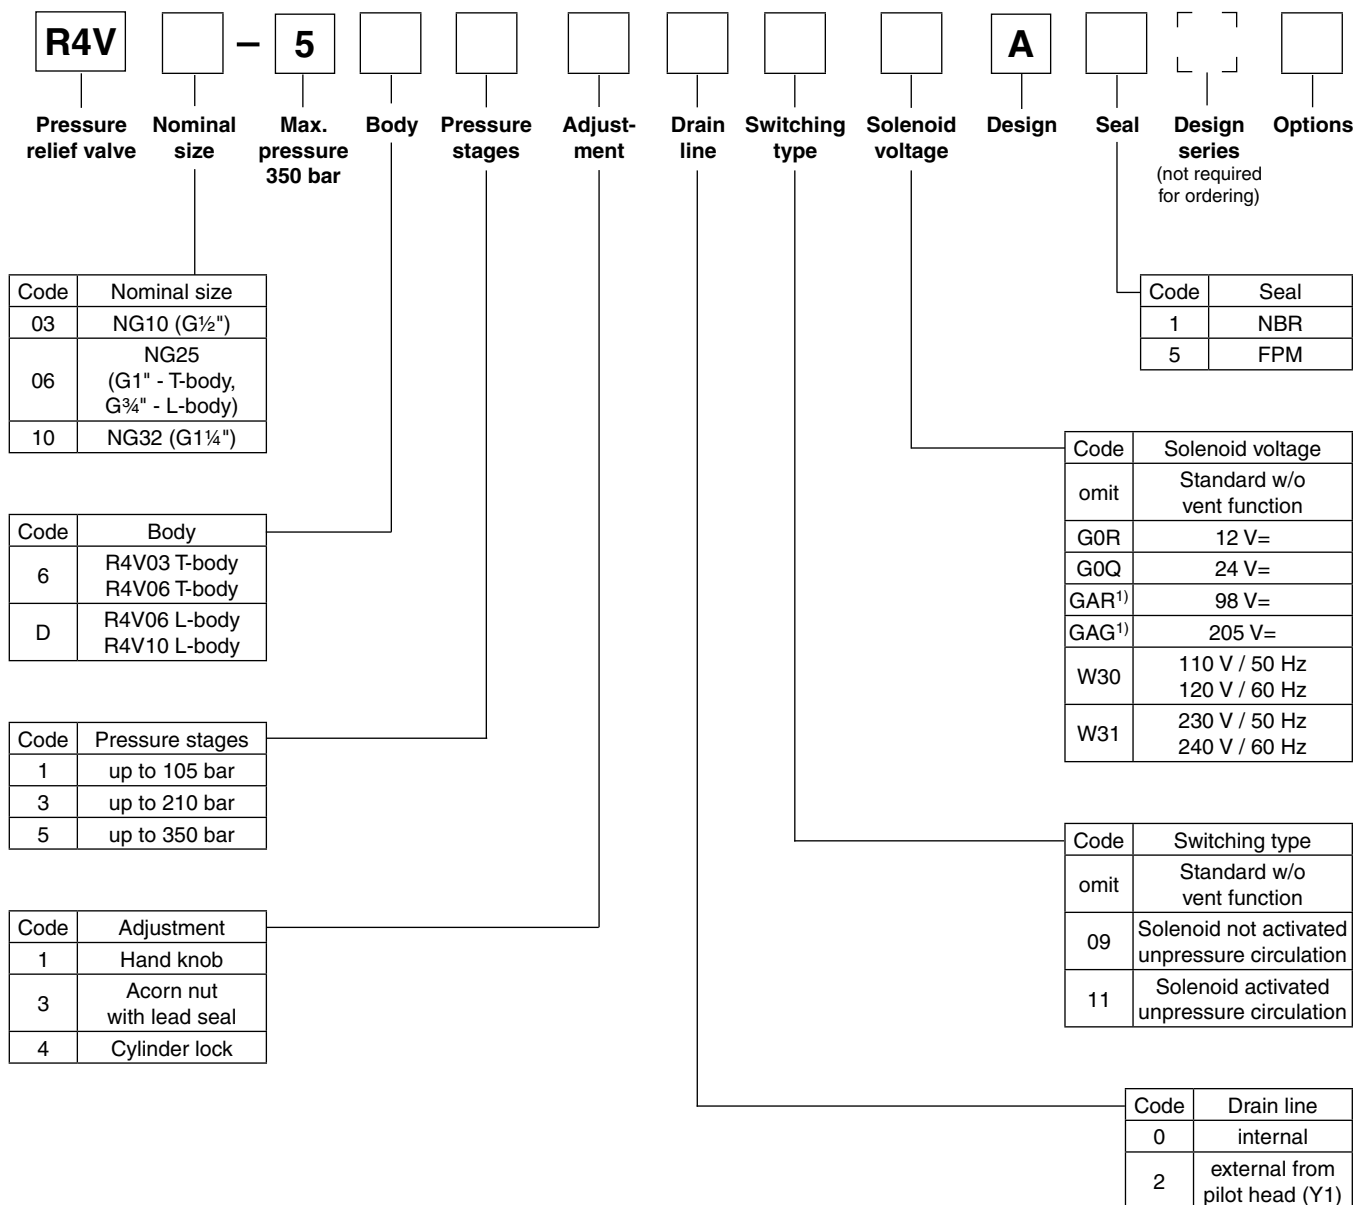 R4V – 5 A
Pressure relief valve
Nominal size
Max. pressure 350 bar
Body
Pressure stages
Adjust- ment
Drain line
Switching type
Solenoid voltage
Design
Seal
Design series (not required for ordering)
Options
Code Nominal size
03 NG10 (G½")
06 NG25 (G1" - T-body, G¾" - L-body)
10 NG32 (G1¼")
Code Body
6 R4V03 T-body R4V06 T-body
D R4V06 L-body R4V10 L-body
Code Pressure stages
1 up to 105 bar
3 up to 210 bar
5 up to 350 bar
Code Adjustment
1 Hand knob
3 Acorn nut with lead seal
4 Cylinder lock
Code Seal
1 NBR
5 FPM
Code Solenoid voltage
omit Standard w/o vent function
G0R 12 V=
G0Q 24 V=
GAR1) 98 V=
GAG1) 205 V=
W30 110 V / 50 Hz 120 V / 60 Hz
W31 230 V / 50 Hz 240 V / 60 Hz
Code Switching type
omit Standard w/o vent function
09 Solenoid not activated unpressure circulation
11 Solenoid activated unpressure circulation
Code Drain line
0 internal
2 external from pilot head (Y1)